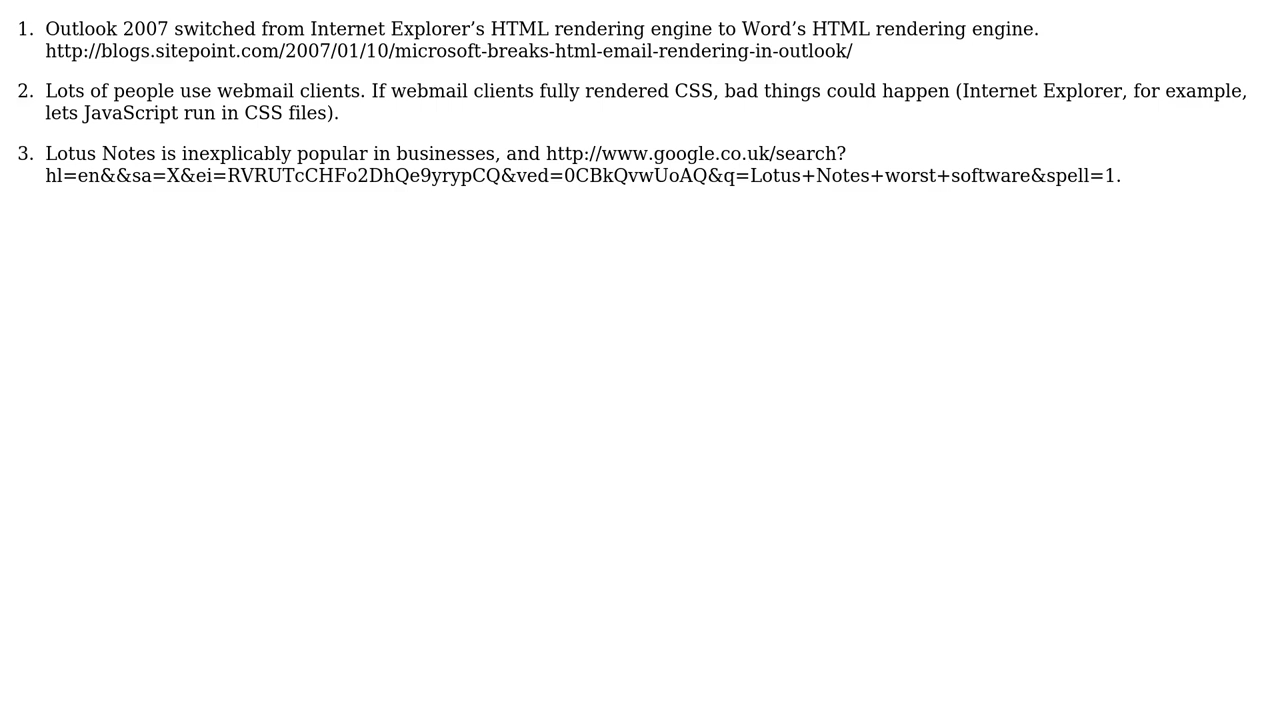 1. Outlook 2007 switched from Internet Explorer’s HTML rendering engine to Word’s HTML rendering engine.
http://blogs.sitepoint.com/2007/01/10/microsoft-breaks-html-email-rendering-in-outlook/
2. Lots of people use webmail clients. If webmail clients fully rendered CSS, bad things could happen (Internet Explorer, for example,
lets JavaScript run in CSS files).
3. Lotus Notes is inexplicably popular in businesses, and http://www.google.co.uk/search?
hl=en&&sa=X&ei=RVRUTcCHFo2DhQe9yrypCQ&ved=0CBkQvwUoAQ&q=Lotus+Notes+worst+software&spell=1.